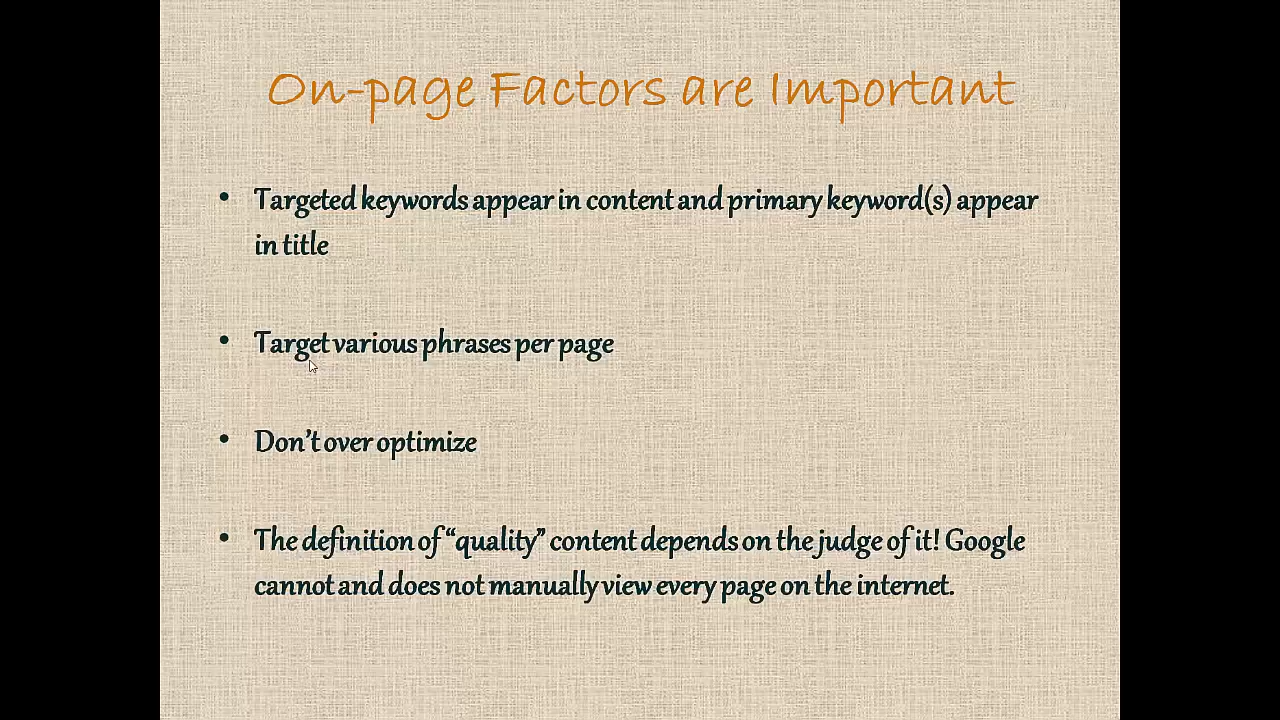 On-page Factors are Important
• Targeted keywords appear in content and primary keyword(s) appear
in title
• Target various phrases per page
• Don’t over optimize
• The definition of “quality” content depends on the judge of it! Google
cannot and does not manually view every page on the internet.